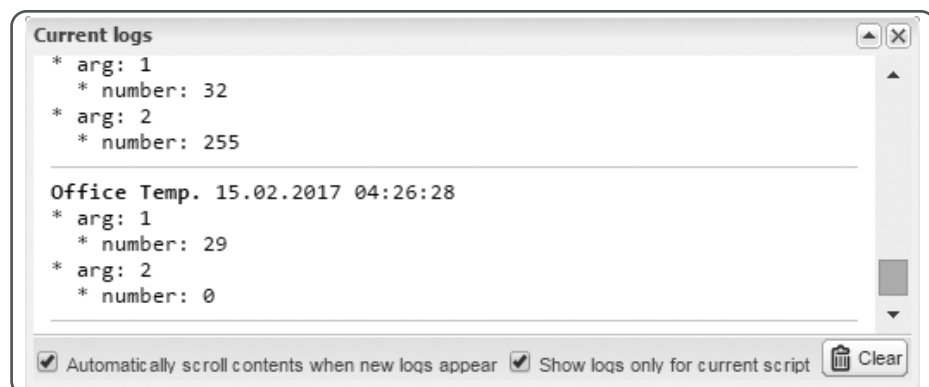 Current logs
* arg: 1
* number: 32
* arg: 2
* number: 255
Office Temp. 15.02.2017 04:26:28
* arg: 1
* number: 29
* arg: 2
* number: 0
Automatically scroll contents when new logs appear Show logs only for current script Clear